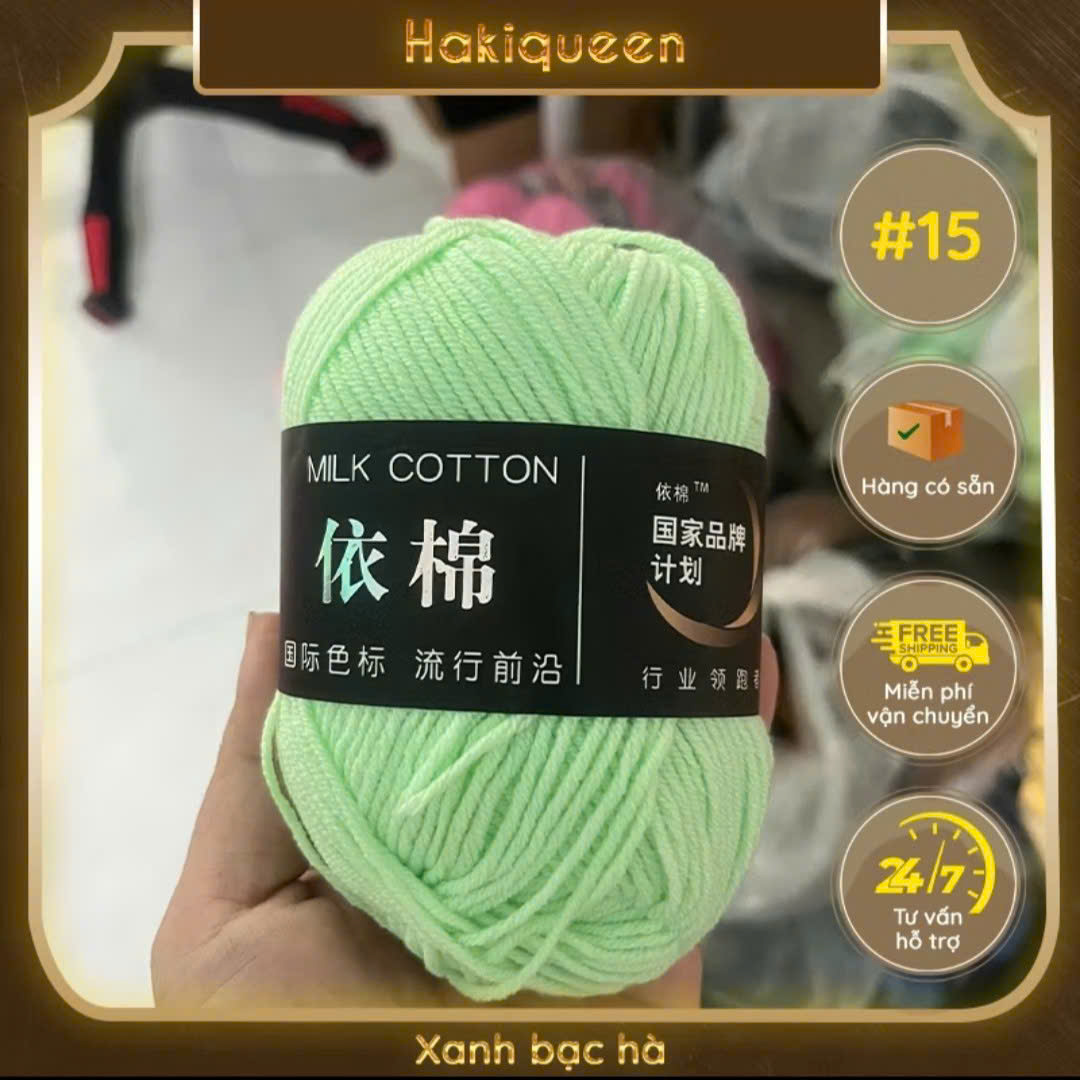 Hakiqueen
#15
Hàng có sẵn
FREE
SHIPPING
Miễn phí
vận chuyển
24/7
Tư vấn
hỗ trợ
MILK COTTON
依棉
国际色标 流行前沿
依棉™
国家品牌
计划
行业领跑者
Xanh bạc hà